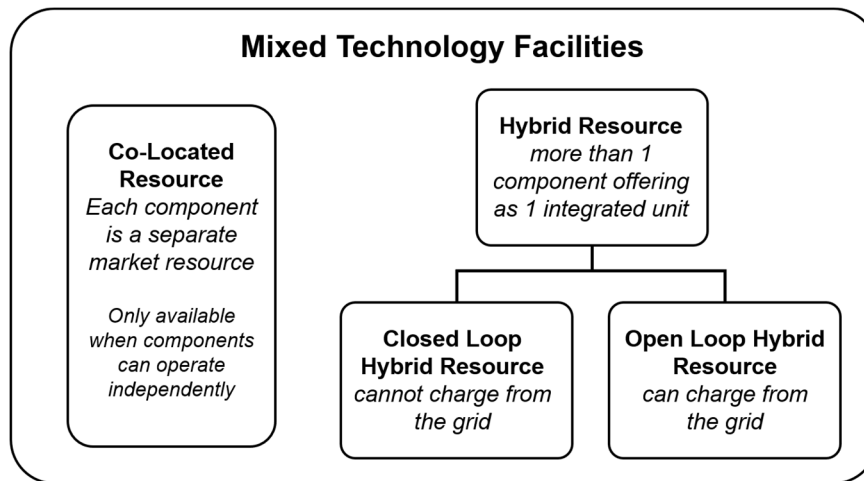 Mixed Technology Facilities
Co-Located
Resource
Each component
is a separate
market resource
Only available
when components
can operate
independently
Hybrid Resource
more than 1
component offering
as 1 integrated unit
Closed Loop
Hybrid Resource
cannot charge from
the grid
Open Loop Hybrid
Resource
can charge from
the grid